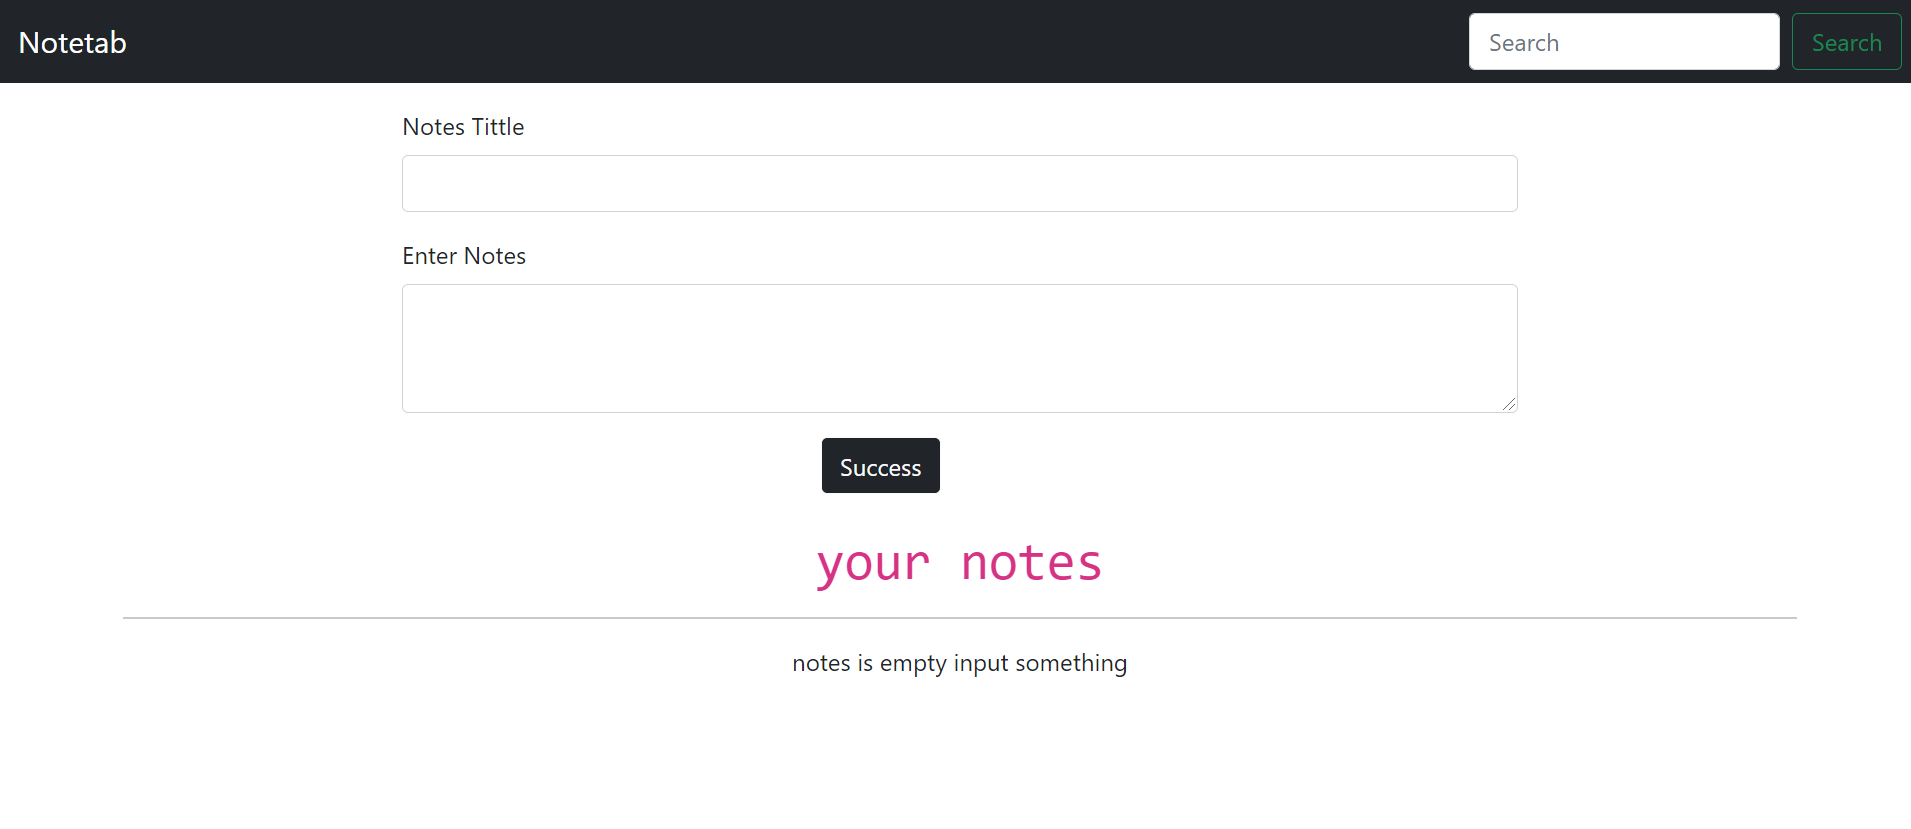 Notetab
Search
Search
Notes Tittle
Enter Notes
Success
your notes
notes is empty input something